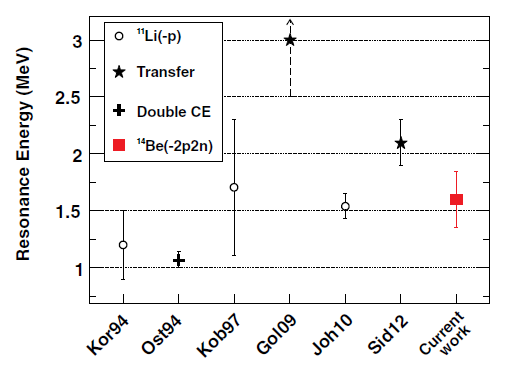 Resonance Energy (MeV)
3
2.5
2
1.5
1
¹¹Li(-p)
Transfer
Double CE
¹⁴Be(-2p2n)
Kor94
Ost94
Kob97
Gol09
Joh10
Sid12
Current
work